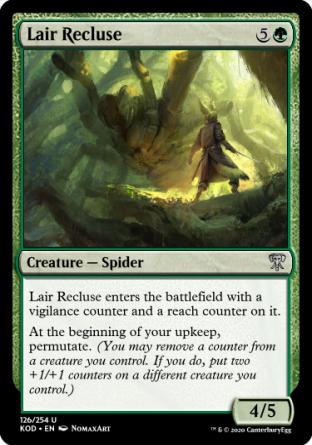 Lair Recluse 5
Creature — Spider
Lair Recluse enters the battlefield with a
vigilance counter and a reach counter on it.
At the beginning of your upkeep,
permutate. (You may remove a counter from
a creature you control. If you do, put two
+1/+1 counters on a different creature you
control.)
4/5
126/254 U
KOD • EN NomaxArt
™ & © 2020 CanterburyEgg